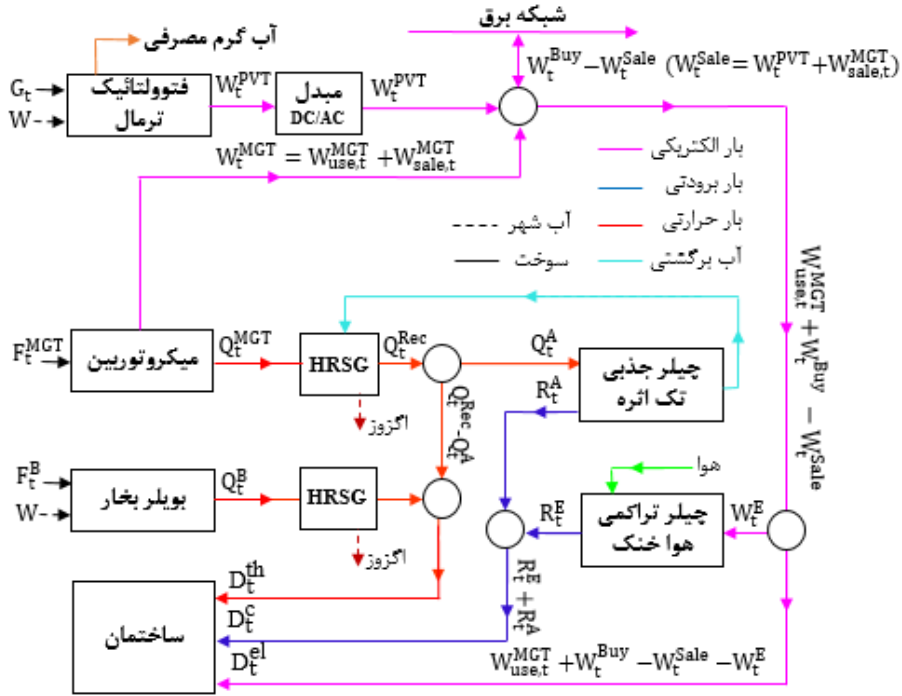 شبکه برق
آب گرم مصرفی
W_t^Buy − W_t^Sale (W_t^Sale = W_t^PVT + W_sale,t^MGT)
G_t
W
فتوولتائیک
ترمال
W_t^PVT
مبدل
DC/AC
W_t^PVT
W_t^MGT = W_use,t^MGT + W_sale,t^MGT
بار الکتریکی
بار برودتی
بار حرارتی
آب برگشتی
آب شهر
سوخت
W_use,t^MGT + W_t^Buy − W_t^Sale
F_t^MGT
میکروتوربین
Q_t^MGT
HRSG
Q_t^Rec
Q_t^A
چیلر جذبی
تک اثره
اگزوز
Q_t^Rec - Q_t^A
R_t^A
هوا
F_t^B
W
بویلر بخار
Q_t^B
HRSG
اگزوز
R_t^E
چیلر تراکمی
هوا خنک
W_t^E
R_t^E + R_t^A
ساختمان
D_t^th
D_t^c
D_t^el
W_use,t^MGT + W_t^Buy − W_t^Sale − W_t^E